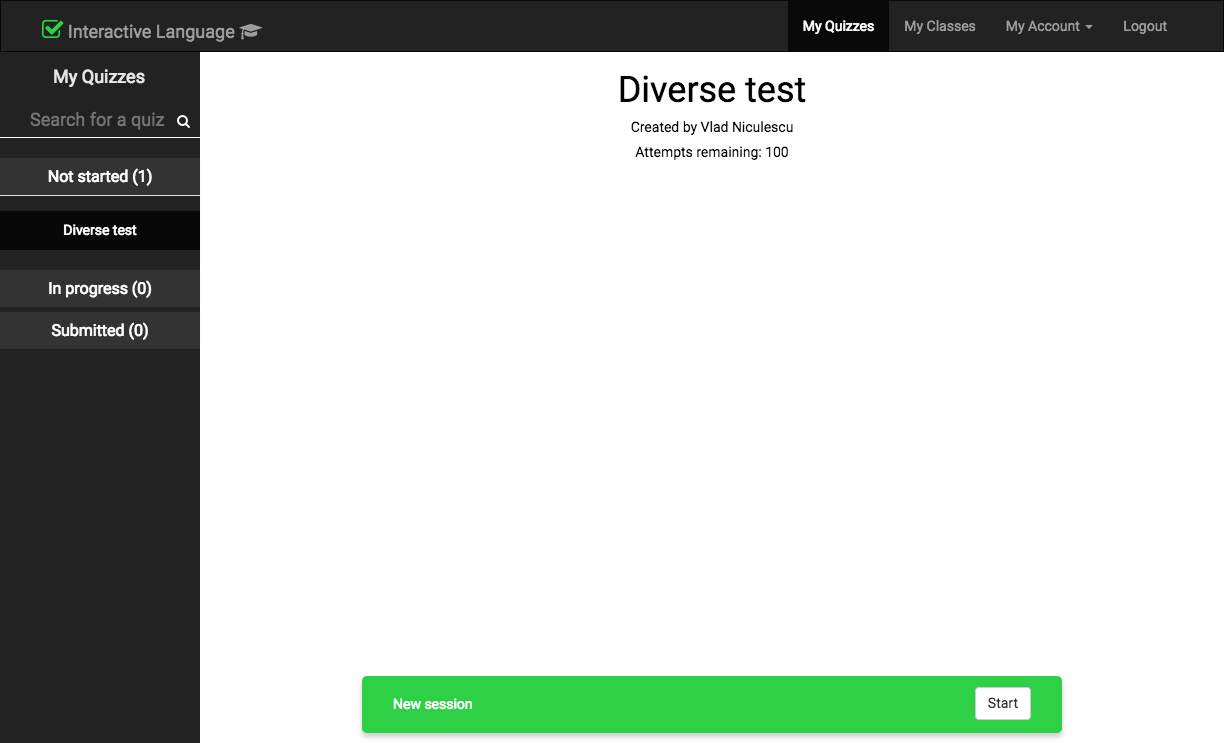 Interactive Language
My Quizzes
My Classes
My Account
Logout
My Quizzes
Search for a quiz
Not started (1)
Diverse test
In progress (0)
Submitted (0)
Diverse test
Created by Vlad Niculescu
Attempts remaining: 100
New session
Start